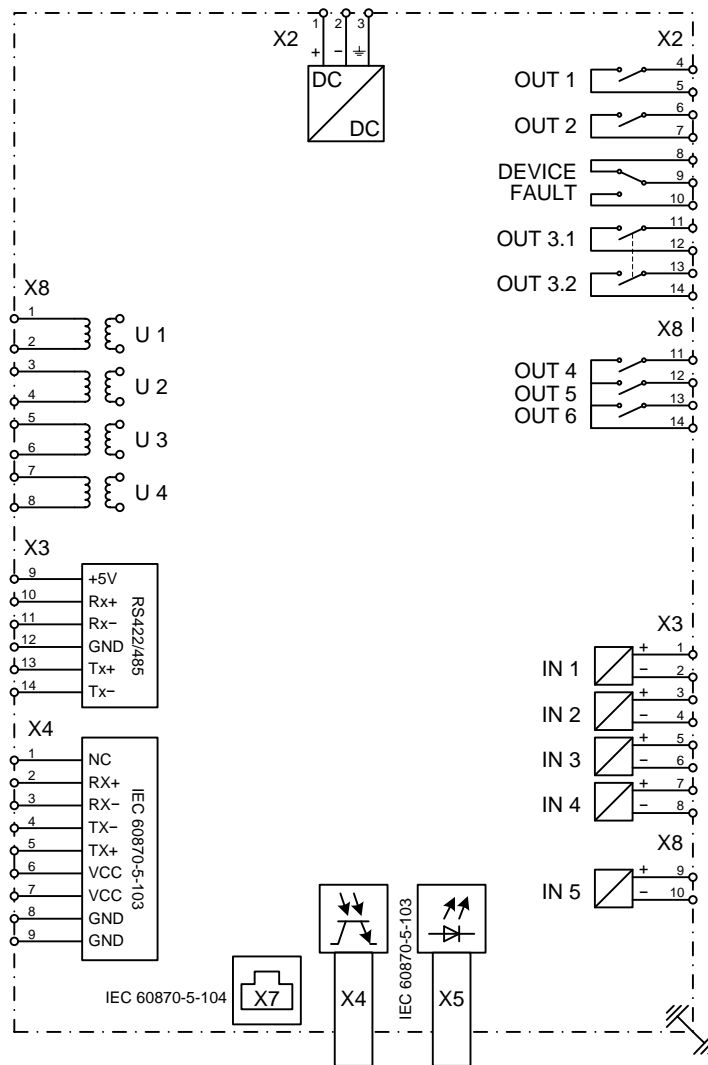 X2
1 2 3
+ −
DC
DC
X2
OUT 1
4
5
OUT 2
6
7
DEVICE
FAULT
8
9
10
OUT 3.1
11
12
OUT 3.2
13
14
X8
1
2
U 1
3
4
U 2
5
6
U 3
7
8
U 4
X8
OUT 4
OUT 5
OUT 6
11
12
13
14
X3
9 +5V
10 Rx+
11 Rx−
12 GND
13 Tx+
14 Tx−
RS422/485
X4
1 NC
2 RX+
3 RX−
4 TX−
5 TX+
6 VCC
7 VCC
8 GND
9 GND
IEC 60870-5-103
X3
IN 1
+ 1
− 2
IN 2
+ 3
− 4
IN 3
+ 5
− 6
IN 4
+ 7
− 8
X8
IN 5
+ 9
− 10
IEC 60870-5-104
X7
X4
IEC 60870-5-103
X5